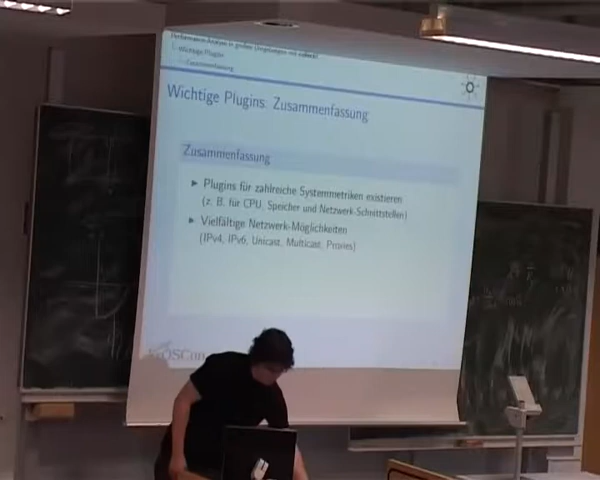 Performance-Analyse in großen Umgebungen mit collectd
Wichtige Plugins
Zusammenfassung
Wichtige Plugins: Zusammenfassung
Zusammenfassung
▶ Plugins für zahlreiche Systemmetriken existieren
(z. B. für CPU, Speicher und Netzwerk-Schnittstellen)
▶ Vielfältige Netzwerk-Möglichkeiten
(IPv4, IPv6, Unicast, Multicast, Proxies)